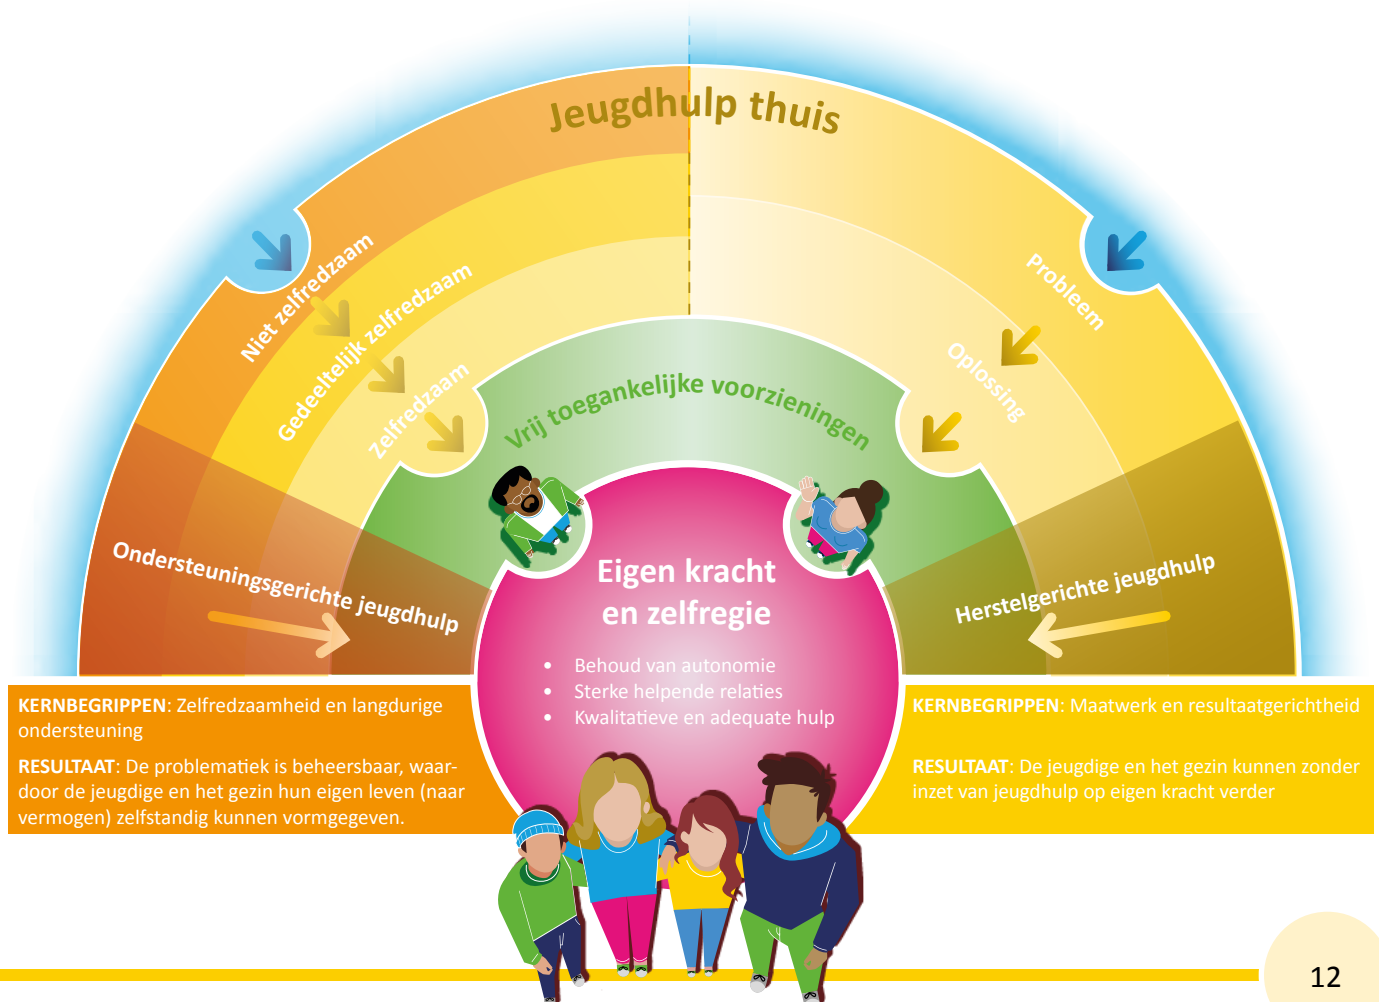 Jeugdhulp thuis
Niet zelfredzaam
Gedeeltelijk zelfredzaam
Zelfredzaam
Probleem
Oplossing
Vrij toegankelijke voorzieningen
Ondersteuningsgerichte jeugdhulp
Herstelgerichte jeugdhulp
Eigen kracht
en zelfregie
• Behoud van autonomie
• Sterke helpende relaties
• Kwalitatieve en adequate hulp
KERNBEGRIPPEN: Zelfredzaamheid en langdurige
ondersteuning
RESULTAAT: De problematiek is beheersbaar, waar-
door de jeugdige en het gezin hun eigen leven (naar
vermogen) zelfstandig kunnen vormgegeven.
KERNBEGRIPPEN: Maatwerk en resultaatgerichtheid
RESULTAAT: De jeugdige en het gezin kunnen zonder
inzet van jeugdhulp op eigen kracht verder
12